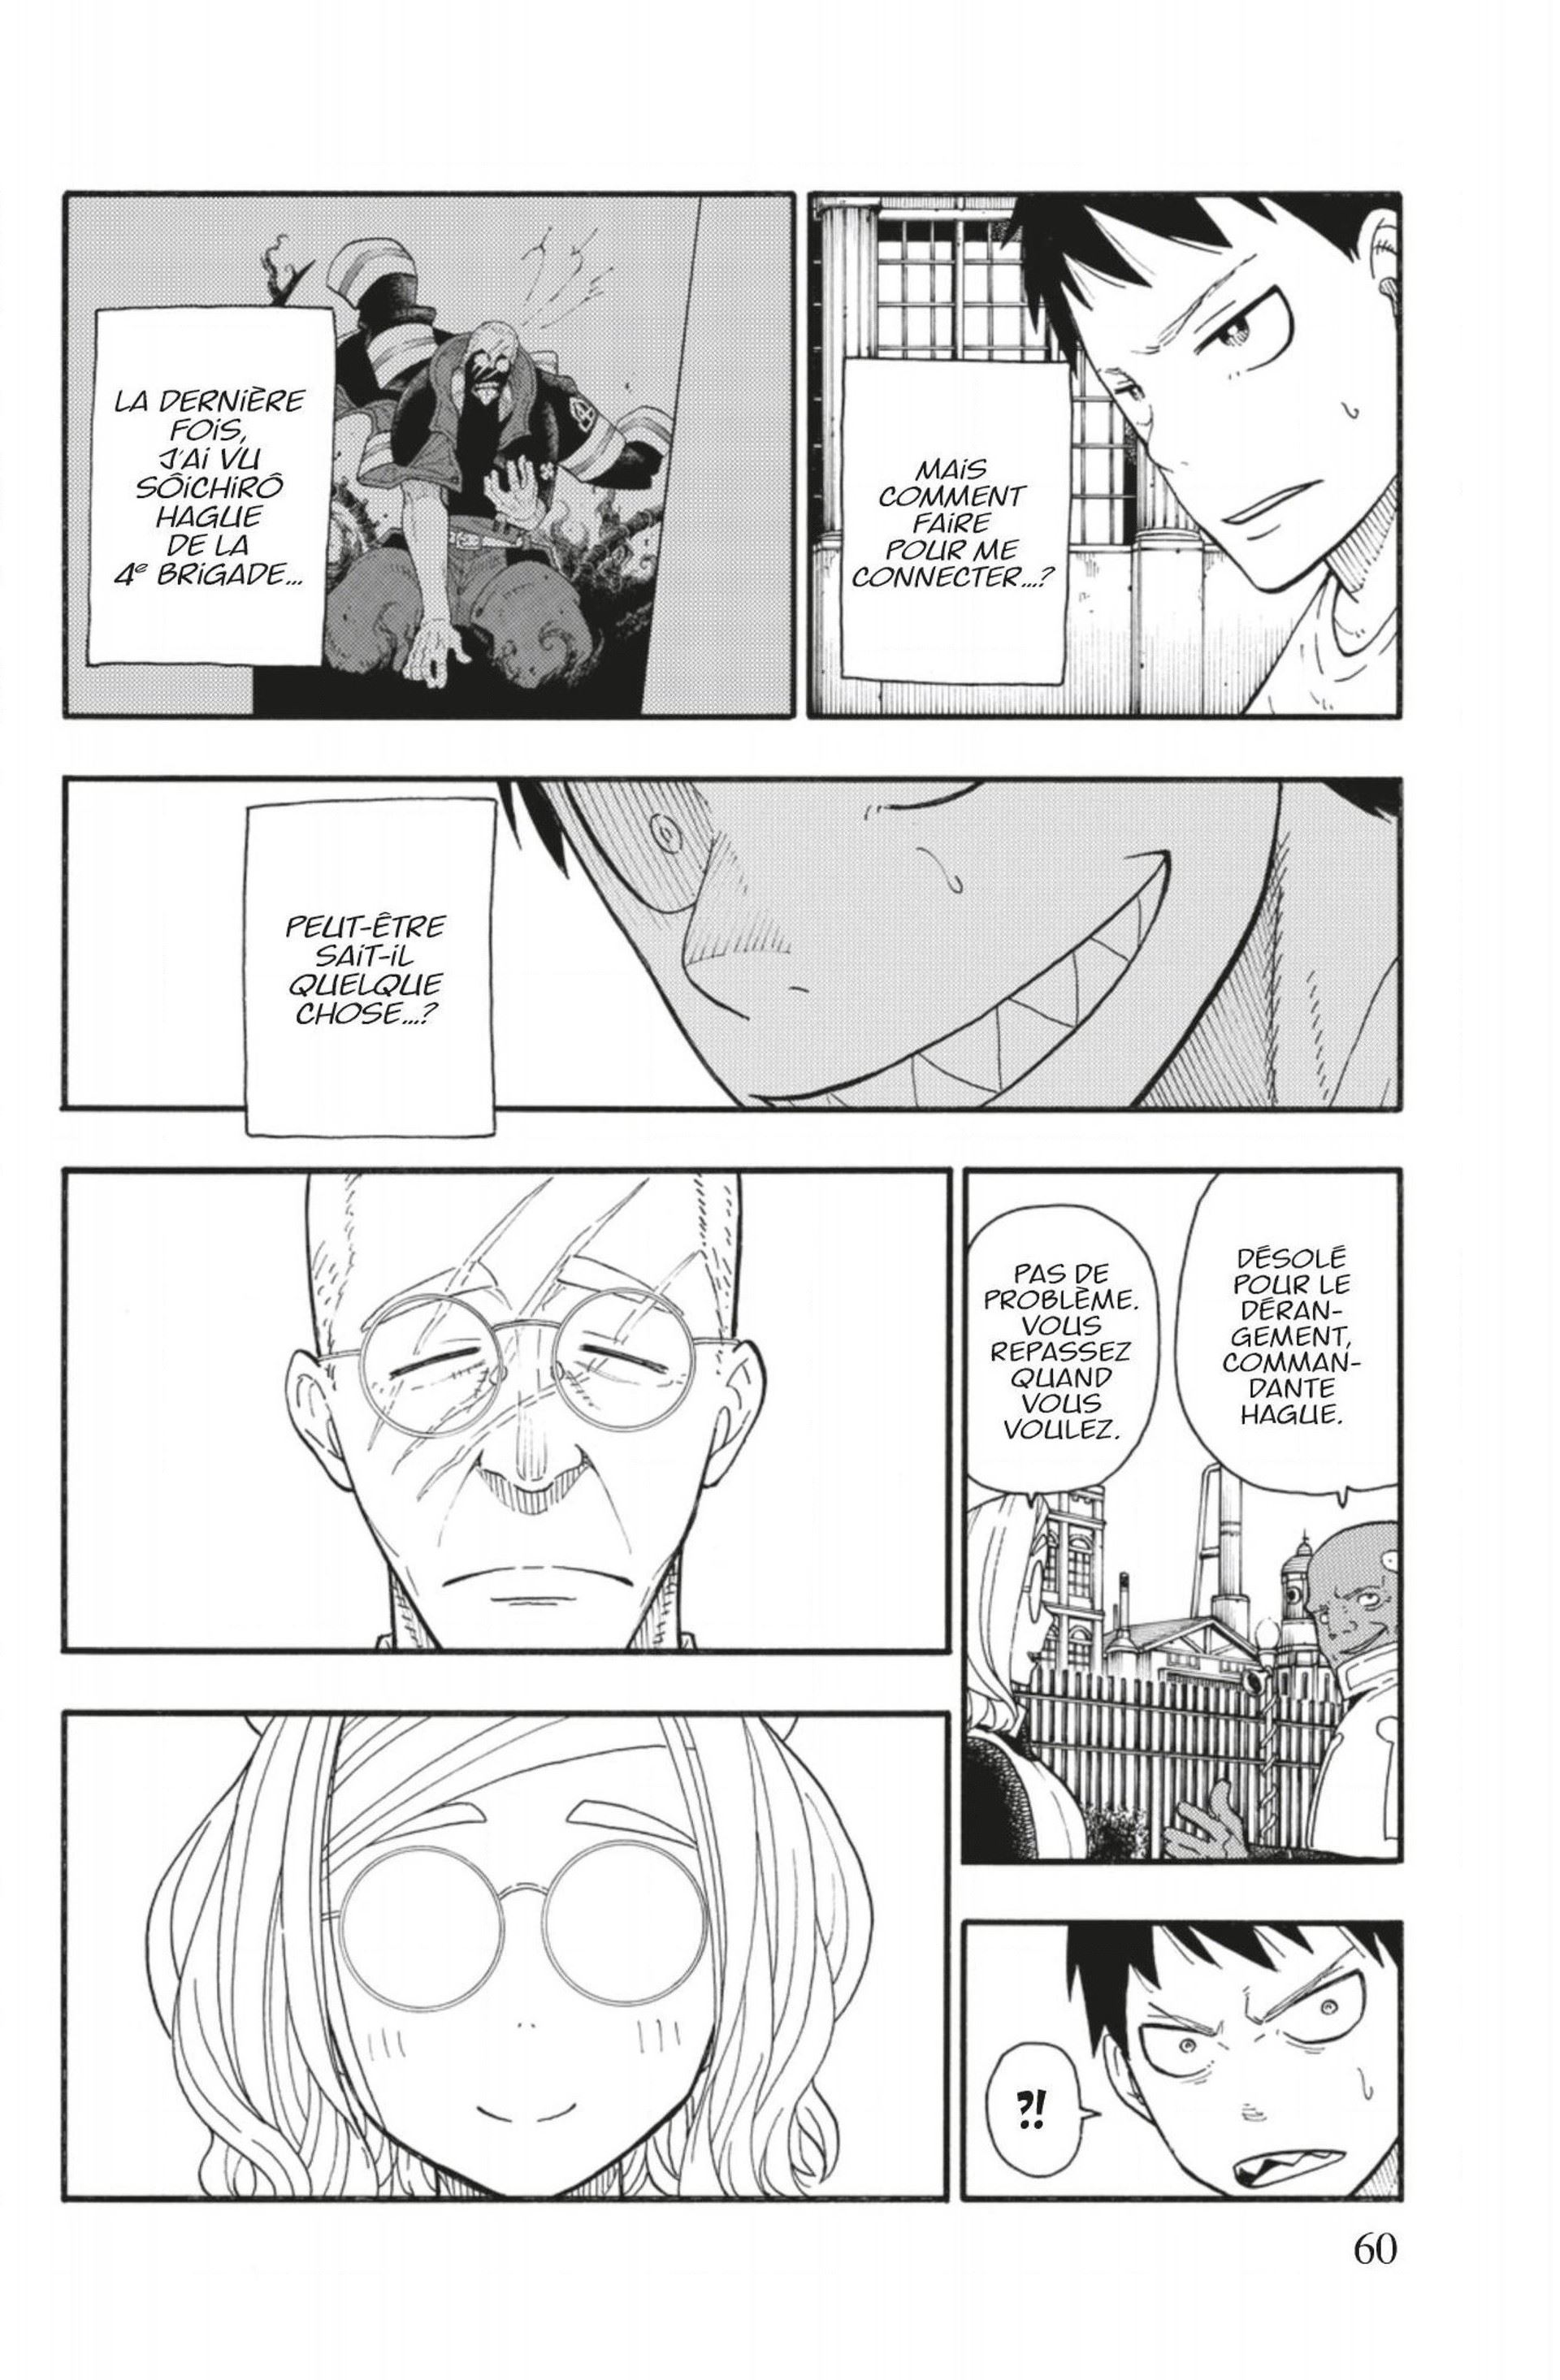 MAIS
COMMENT
FAIRE
POUR ME
CONNECTER...?
LA DERNIÈRE
FOIS,
J'AI VU
SÔICHIRÔ
HAGUE
DE LA
4e BRIGADE...
PEUT-ÊTRE
SAIT-IL
QUELQUE
CHOSE...?
DÉSOLÉ
POUR LE
DÉRAN-
GEMENT,
COMMAN-
DANTE
HAGUE.
PAS DE
PROBLÈME.
VOUS
REPASSEZ
QUAND
VOUS
VOULEZ.
?!
60